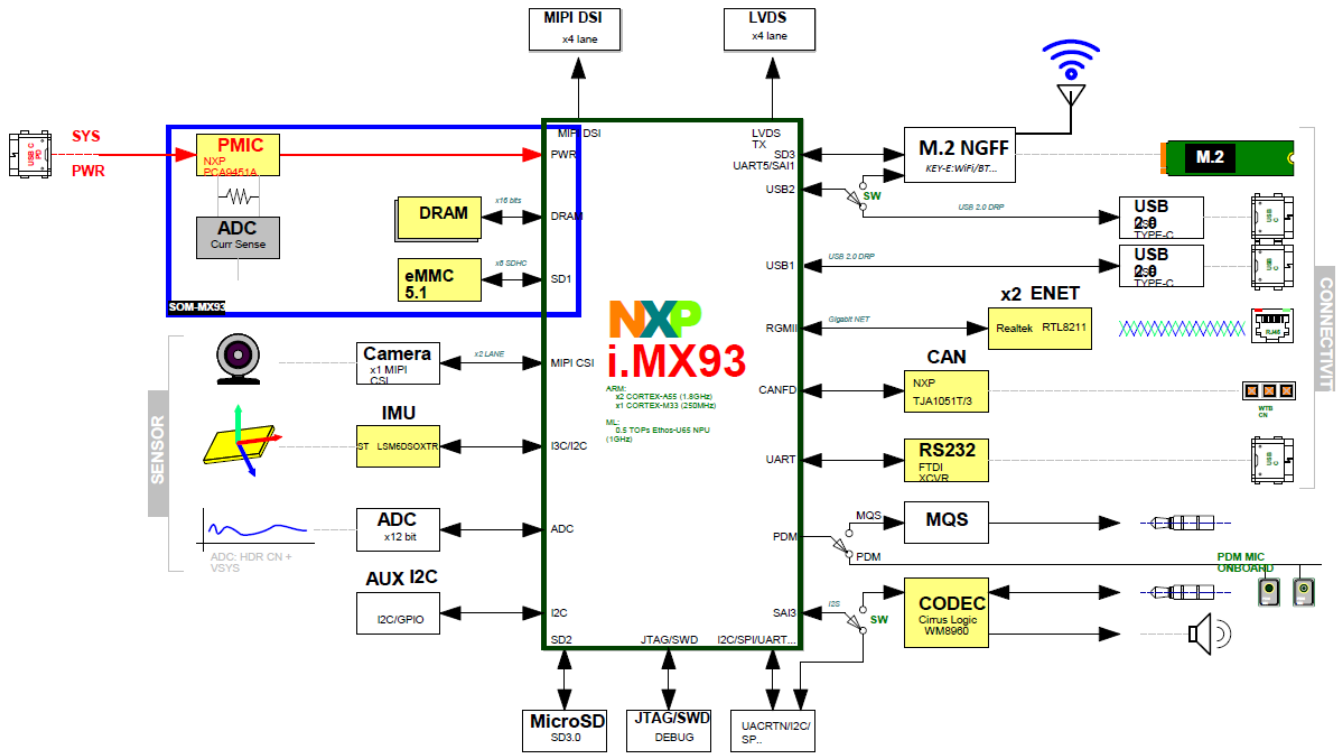 MIPI DSI
x4 lane
LVDS
x4 lane
SYS
PWR
USB C
PD
PMIC
NXP
PCA9451A
ADC
Curr Sense
SOM-MX93
DRAM
x16 bits
eMMC
5.1
x8 SDHC
MIPI DSI
PWR
DRAM
SD1
MIPI CSI
I3C/I2C
ADC
I2C
SD2
JTAG/SWD
I2C/SPI/UART...
LVDS
TX
SD3
UART5/SAI1
USB2
USB1
RGMII
CANFD
UART
PDM
SAI3
NXP
i.MX93
ARM:
x2 CORTEX-A55 (1.8GHz)
x1 CORTEX-M33 (250MHz)
ML:
0.5 TOPs Ethos-U65 NPU
(1GHz)
SENSOR
Camera
x1 MIPI
CSI
x2 LANE
IMU
ST LSM6DSOXTR
ADC
x12 bit
ADC: HDR CN +
VSYS
AUX I2C
I2C/GPIO
MicroSD
SD3.0
JTAG/SWD
DEBUG
UACRTN/I2C/
SP..
M.2 NGFF
KEY-E:WiFi/BT...
M.2
SW
USB 2.0 DRP
USB
2.0
TYPE-C
USB
C
USB 2.0 DRP
USB
2.0
TYPE-C
USB
C
x2 ENET
Gigabit NET
Realtek RTL8211
RJ45
CAN
NXP
TJA1051T/3
WTB
CN
RS232
FTDI
XCVR
USB
C
CONNECTIVIT
MQS
MQS
PDM
PDM MIC
ONBOARD
I2S
SW
CODEC
Cirrus Logic
WM8960